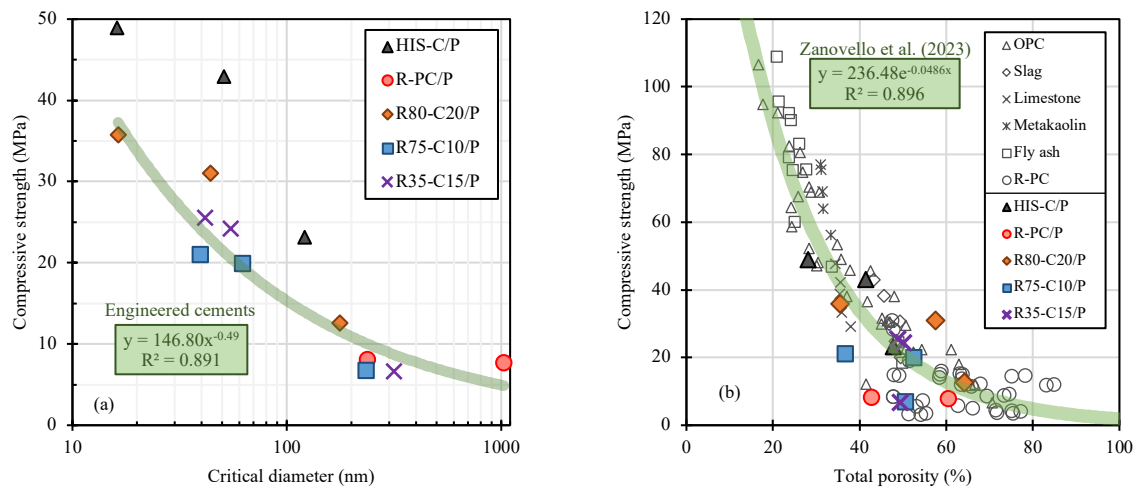 50
40
30
20
10
0
Compressive strength (MPa)
HIS-C/P
R-PC/P
R80-C20/P
R75-C10/P
R35-C15/P
Engineered cements
y = 146.80x^-0.49
R² = 0.891
(a)
10
100
1000
Critical diameter (nm)
120
100
80
60
40
20
0
Compressive strength (MPa)
Zanovello et al. (2023)
y = 236.48e^-0.0486x
R² = 0.896
OPC
Slag
Limestone
Metakaolin
Fly ash
R-PC
HIS-C/P
R-PC/P
R80-C20/P
R75-C10/P
R35-C15/P
(b)
0
20
40
60
80
100
Total porosity (%)